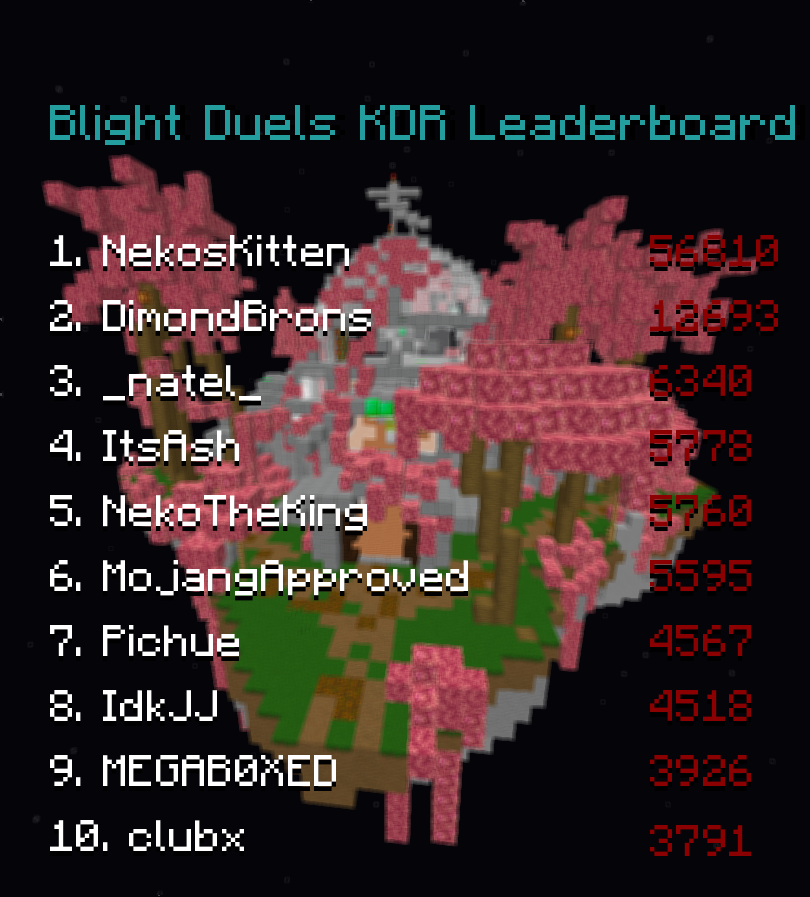 Blight Duels KDR Leaderboard
1. NekosKitten 56810
2. DimondBrons 12693
3. _natel_ 6340
4. ItsAsh 5778
5. NekoTheKing 5760
6. MojangApproved 5595
7. Pichue 4567
8. IdkJJ 4518
9. MEGAB0XED 3926
10. clubx 3791